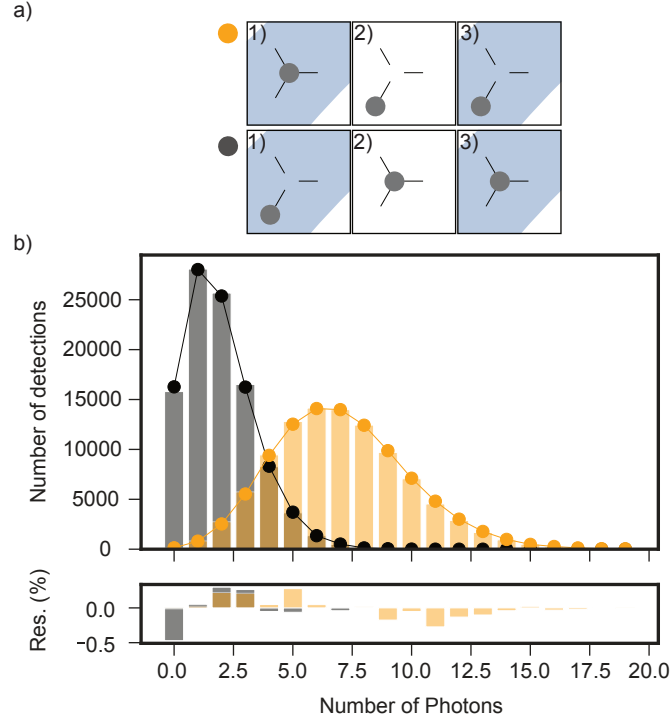 a)
1) 2) 3)
1) 2) 3)
b)
Number of detections
25000
20000
15000
10000
5000
0
Res. (%)
0.0
−0.5
0.0 2.5 5.0 7.5 10.0 12.5 15.0 17.5 20.0
Number of Photons